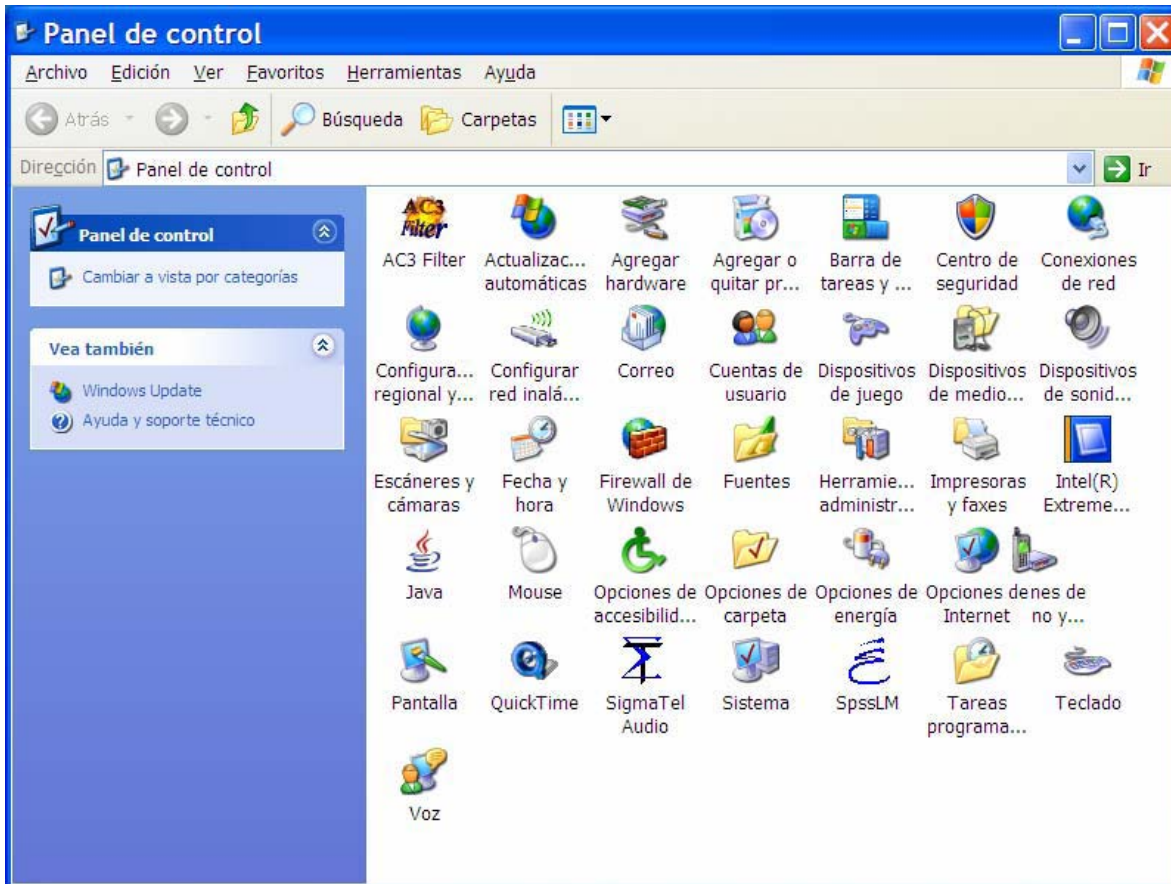 Panel de control
Archivo Edición Ver Favoritos Herramientas Ayuda
Atrás Búsqueda Carpetas
Dirección Panel de control Ir
Panel de control
Cambiar a vista por categorías
Vea también
Windows Update
Ayuda y soporte técnico
AC3 Filter
AC3 Filter
Actualizac...
automáticas
Agregar
hardware
Agregar o
quitar pr...
Barra de
tareas y ...
Centro de
seguridad
Conexiones
de red
Configura...
regional y...
Configurar
red inalá...
Correo
Cuentas de
usuario
Dispositivos
de juego
Dispositivos
de medio...
Dispositivos
de sonid...
Escáneres y
cámaras
Fecha y
hora
Firewall de
Windows
Fuentes
Herramie...
administr...
Impresoras
y faxes
Intel(R)
Extreme...
Java
Mouse
Opciones de
accesibilid...
Opciones de
carpeta
Opciones de
energía
Opciones de
Internet
nes de
no y...
Pantalla
QuickTime
SigmaTel
Audio
Sistema
SpssLM
Tareas
programa...
Teclado
Voz